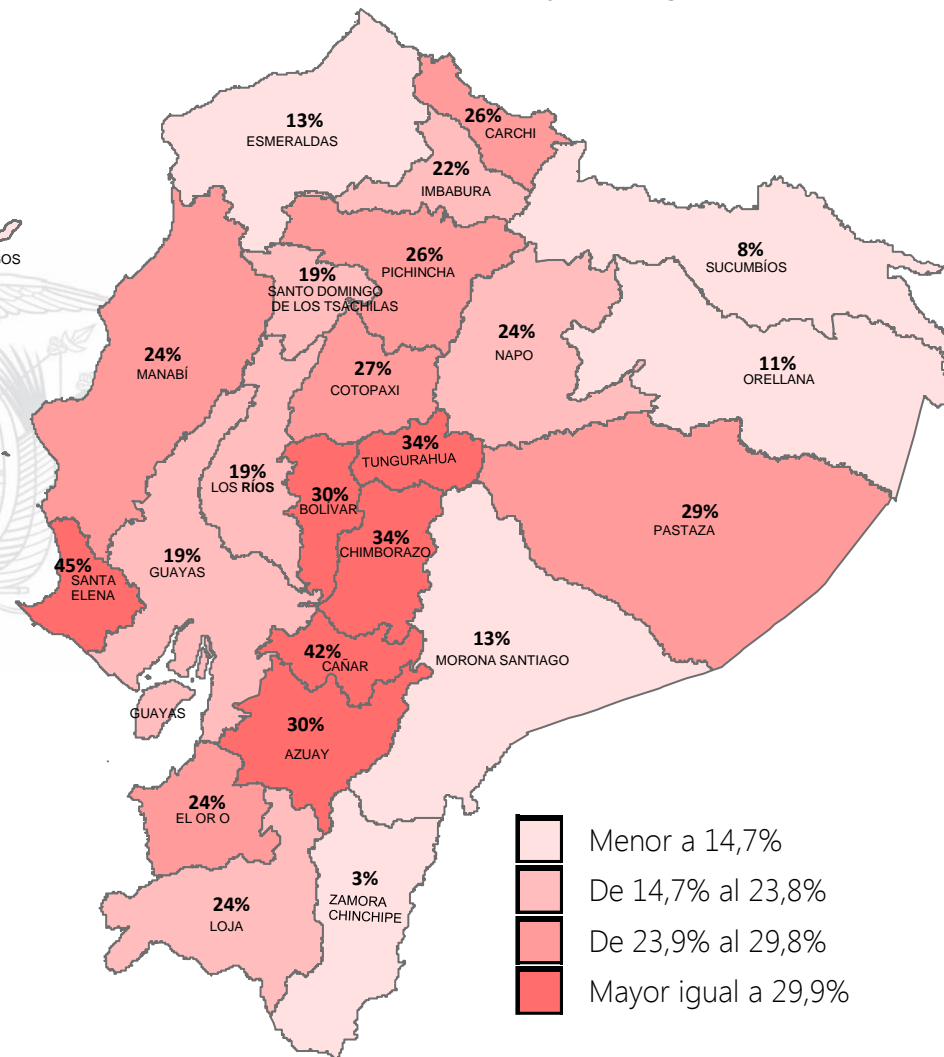 13%
ESMERALDAS
26%
CARCHI
22%
IMBABURA
26%
PICHINCHA
8%
SUCUMBÍOS
OS
19%
SANTO DOMINGO
DE LOS TSÁCHILAS
24%
NAPO
24%
MANABÍ
27%
COTOPAXI
11%
ORELLANA
34%
TUNGURAHUA
19%
LOS RÍOS
30%
BOLÍVAR
29%
PASTAZA
34%
CHIMBORAZO
19%
GUAYAS
45%
SANTA
ELENA
13%
MORONA SANTIAGO
42%
CAÑAR
GUAYAS
30%
AZUAY
24%
EL OR O
3%
ZAMORA
CHINCHIPE
24%
LOJA
Menor a 14,7%
De 14,7% al 23,8%
De 23,9% al 29,8%
Mayor igual a 29,9%